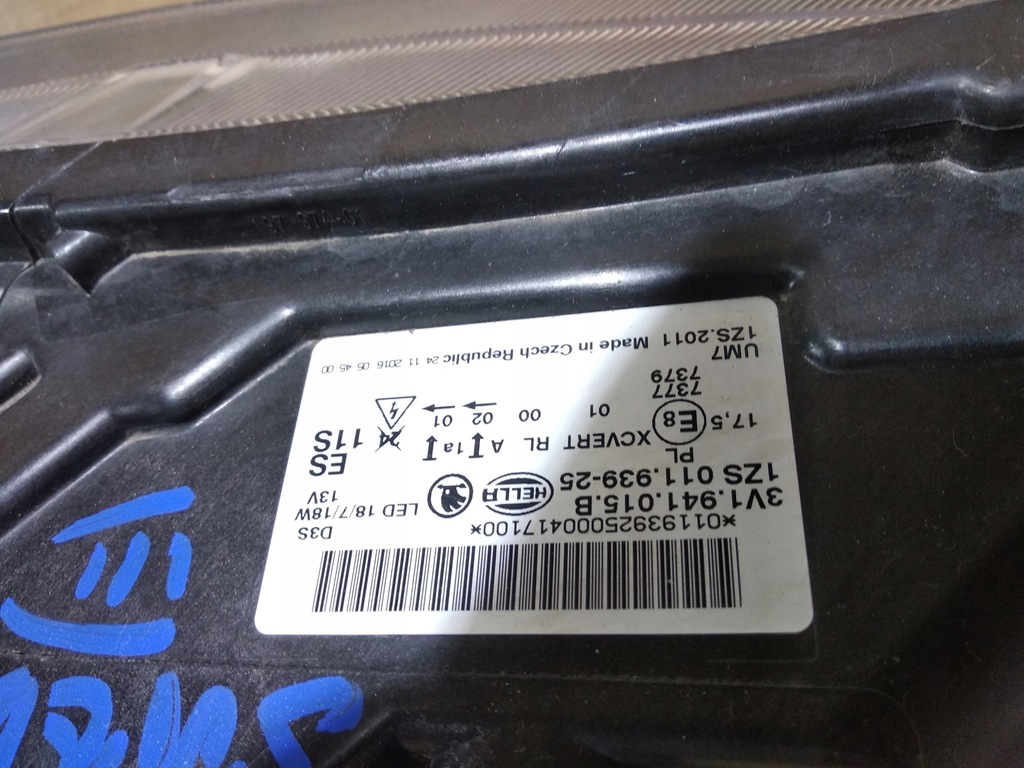 *01193925000417100*
D3S
3V1.941.015.B
HELLA
LED 18/7/18W
1ZS 011.939-25
13V
PL
ES
XCVERT RL A 1a
24 11S
17,5 E8 01 00 02 01
7377
7379
UM7
1ZS.2011 Made in Czech Republic 24 11 2016 05 45 00
III